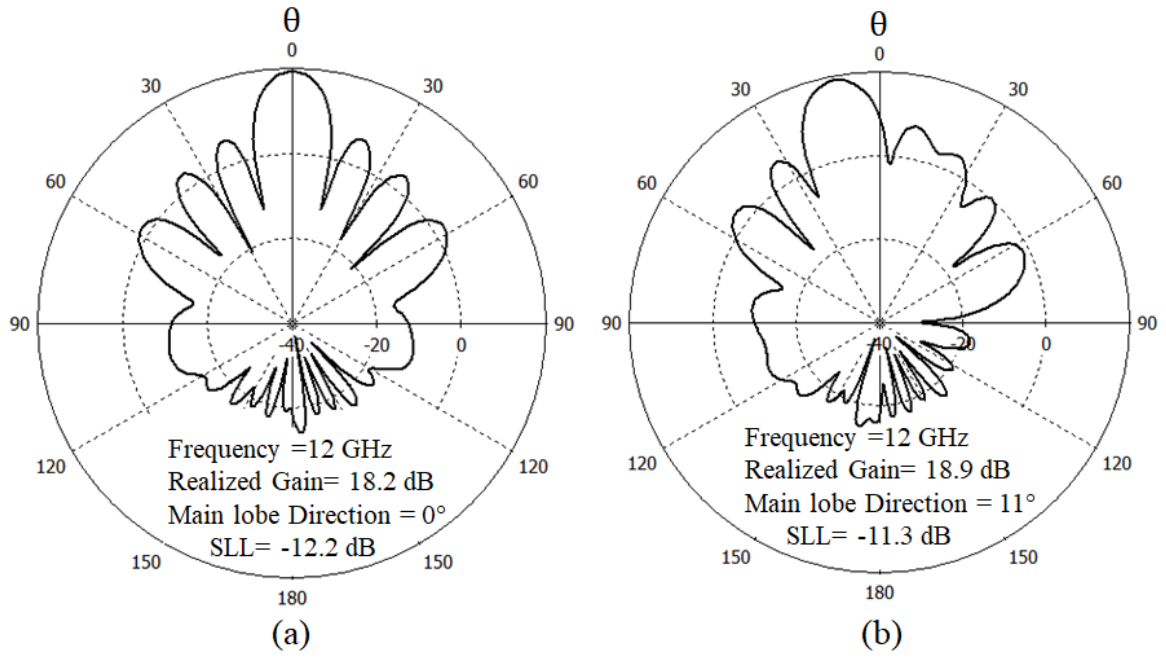 θ
0
30
30
60
60
90
90
-40
-20
0
120
120
Frequency =12 GHz
Realized Gain= 18.2 dB
Main lobe Direction = 0°
SLL= -12.2 dB
150
150
180
(a)
θ
0
30
30
60
60
90
90
-40
-20
0
120
120
Frequency =12 GHz
Realized Gain= 18.9 dB
Main lobe Direction = 11°
SLL= -11.3 dB
150
150
180
(b)